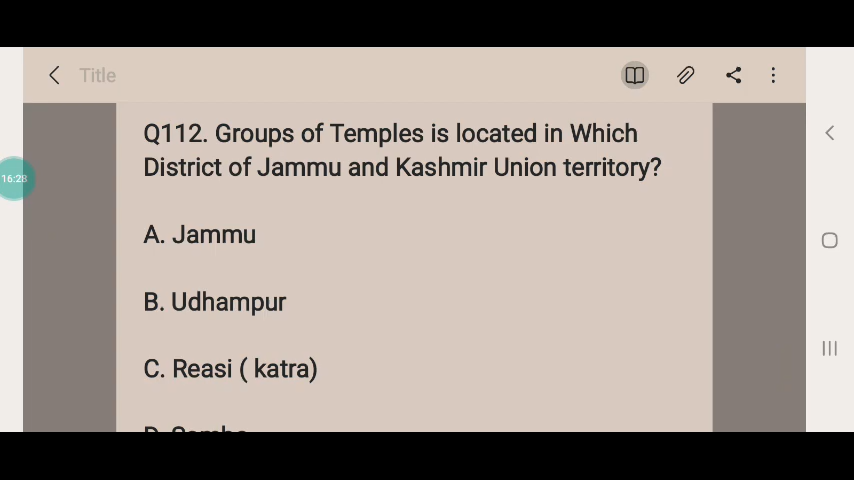 Title
16:28
Q112. Groups of Temples is located in Which
District of Jammu and Kashmir Union territory?
A. Jammu
B. Udhampur
C. Reasi ( katra)